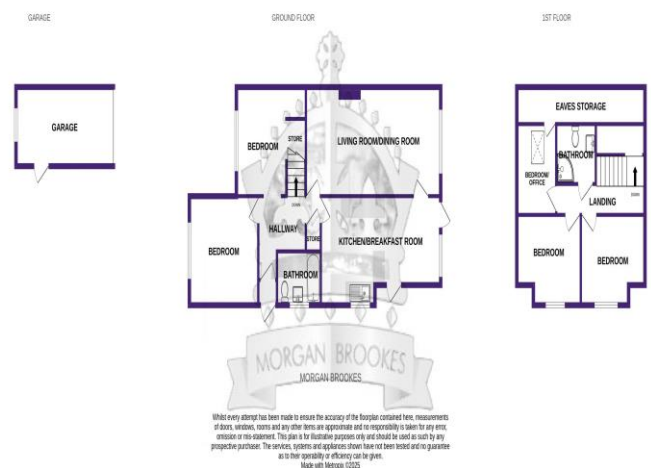 GARAGE
GROUND FLOOR
1ST FLOOR
GARAGE
BEDROOM
STORE
LIVING ROOM/DINING ROOM
DOWN
HALLWAY
STORE
KITCHEN/BREAKFAST ROOM
BEDROOM
BATHROOM
EAVES STORAGE
BATHROOM
BEDROOM/
OFFICE
DOWN
LANDING
BEDROOM
BEDROOM
MORGAN BROOKES
MORGAN BROOKES
Whilst every attempt has been made to ensure the accuracy of the floorplan contained here, measurements
of doors, windows, rooms and any other items are approximate and no responsibility is taken for any error,
omission or mis-statement. This plan is for illustrative purposes only and should be used as such by any
prospective purchaser. The services, systems and appliances shown have not been tested and no guarantee
as to their operability or efficiency can be given.
Made with Metropix ©2025